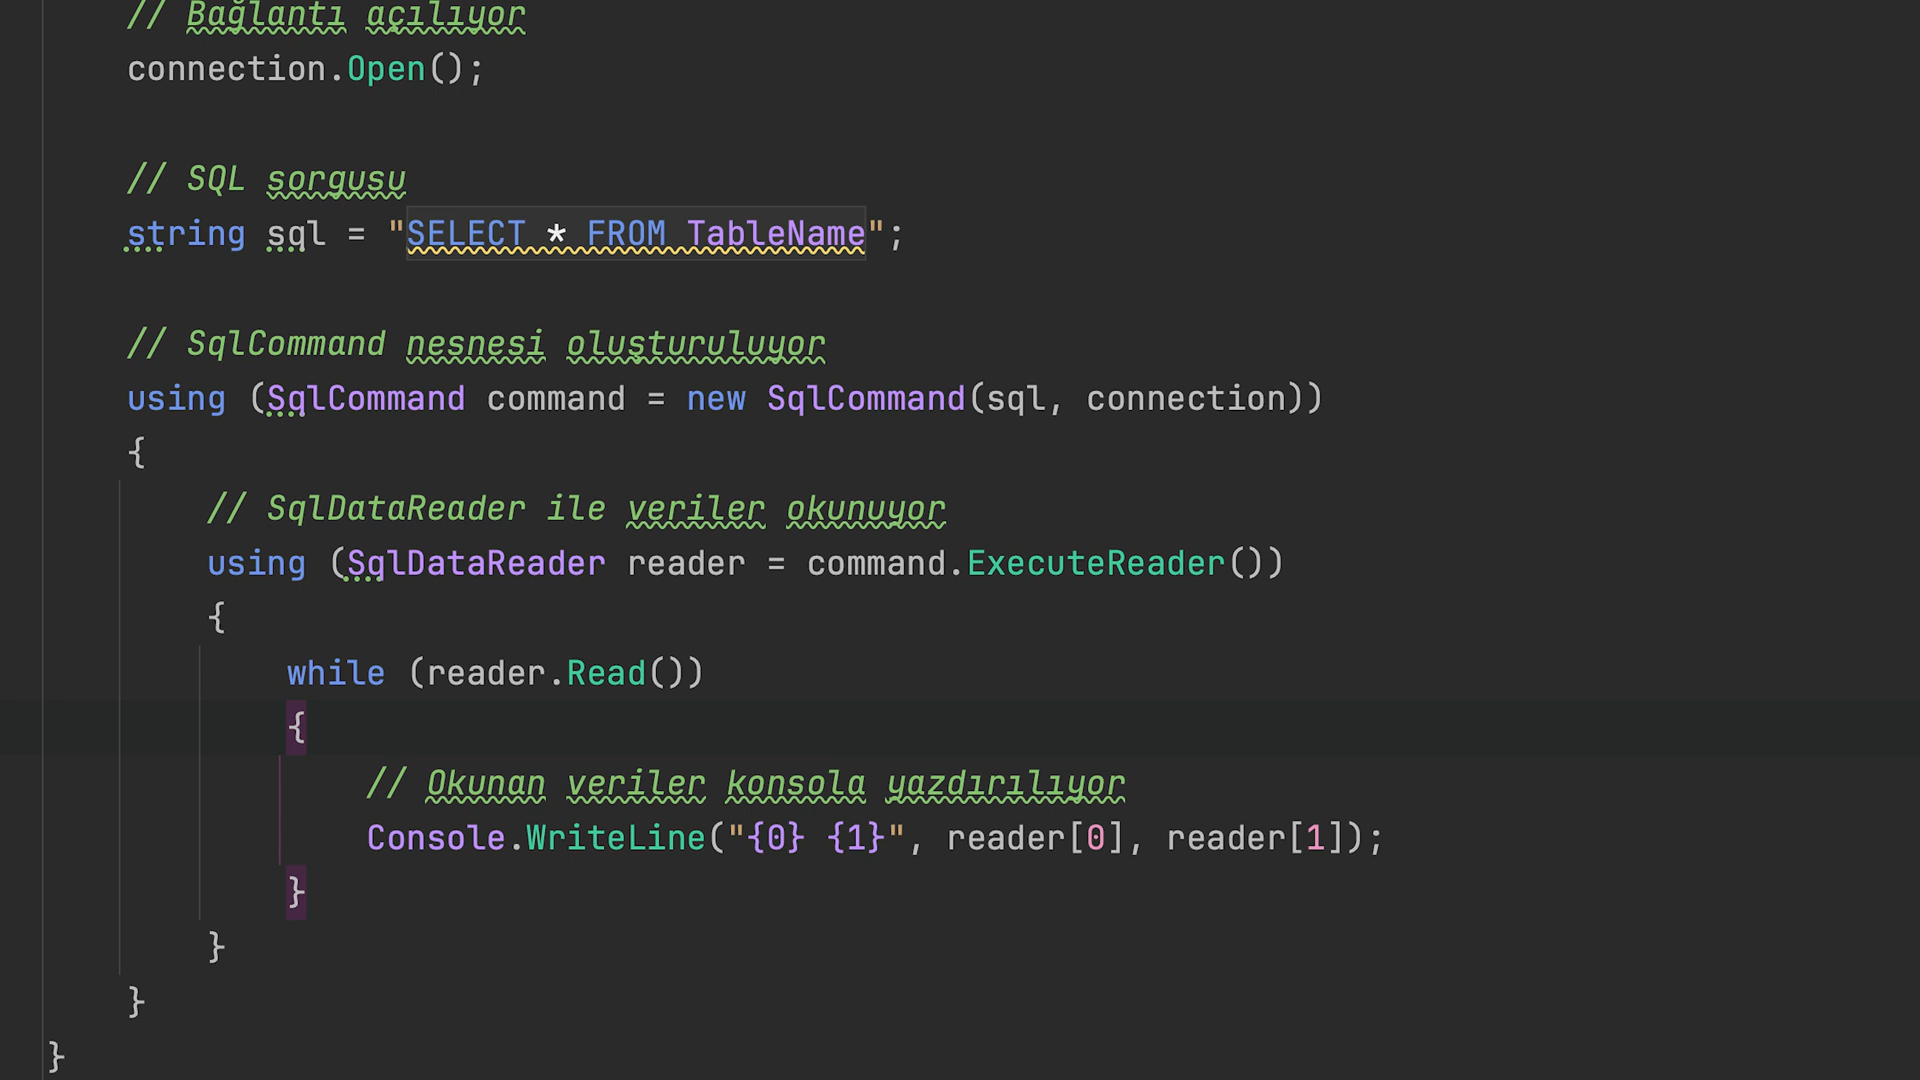 // Bağlantı açılıyor
connection.Open();
// SQL sorgusu
string sql = "SELECT * FROM TableName";
// SqlCommand nesnesi oluşturuluyor
using (SqlCommand command = new SqlCommand(sql, connection))
{
// SqlDataReader ile veriler okunuyor
using (SqlDataReader reader = command.ExecuteReader())
{
while (reader.Read())
{
// Okunan veriler konsola yazdırılıyor
Console.WriteLine("{0} {1}", reader[0], reader[1]);
}
}
}
}